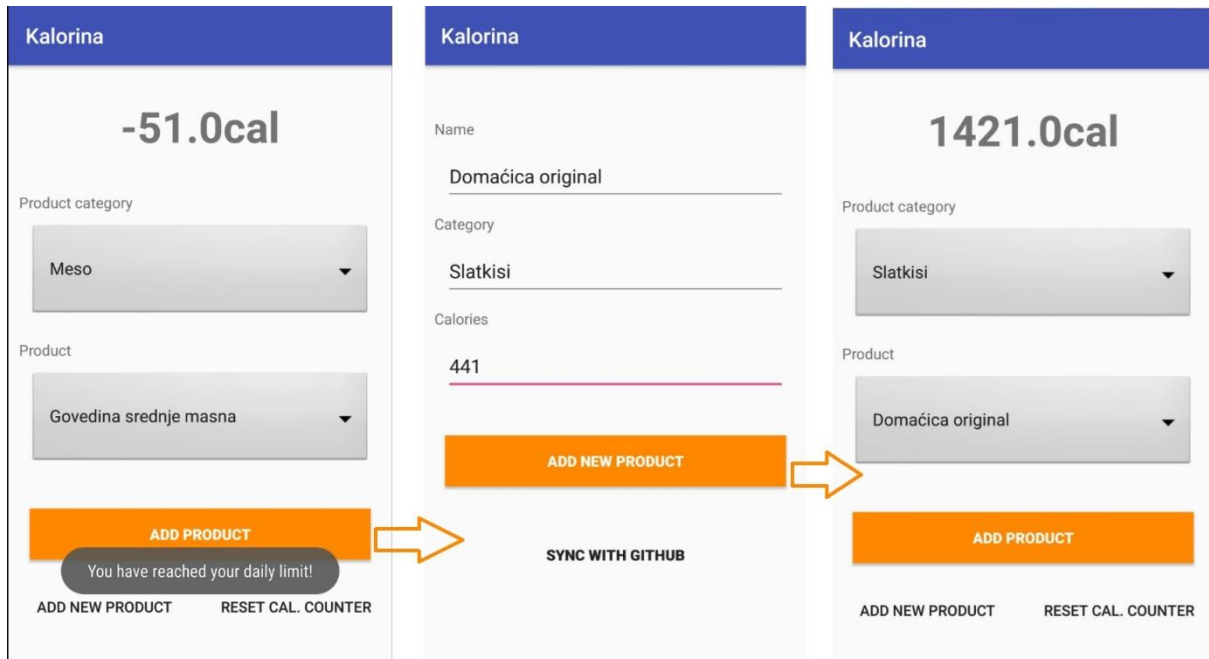 Kalorina
-51.0cal
Product category
Meso
Product
Govedina srednje masna
ADD PRODUCT
You have reached your daily limit!
ADD NEW PRODUCT
RESET CAL. COUNTER
Kalorina
Name
Domaćica original
Category
Slatkisi
Calories
441
ADD NEW PRODUCT
SYNC WITH GITHUB
Kalorina
1421.0cal
Product category
Slatkisi
Product
Domaćica original
ADD PRODUCT
ADD NEW PRODUCT
RESET CAL. COUNTER